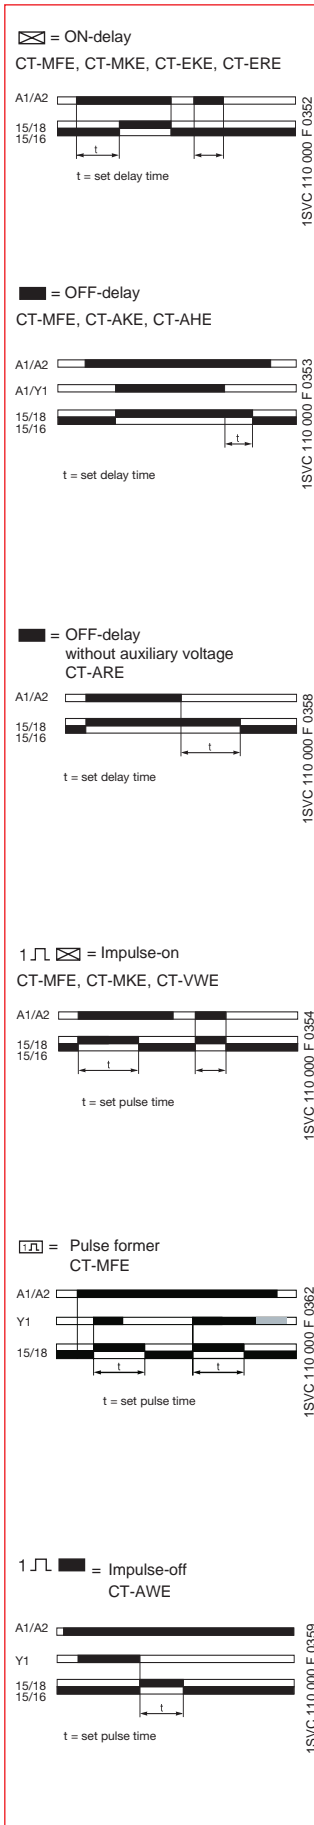 = ON-delay
CT-MFE, CT-MKE, CT-EKE, CT-ERE
A1/A2
15/18
15/16
t
t = set delay time
1SVC 110 000 F 0352
= OFF-delay
CT-MFE, CT-AKE, CT-AHE
A1/A2
A1/Y1
15/18
15/16
t
t = set delay time
1SVC 110 000 F 0353
= OFF-delay
without auxiliary voltage
CT-ARE
A1/A2
15/18
15/16
t
t = set delay time
1SVC 110 000 F 0358
1 = Impulse-on
CT-MFE, CT-MKE, CT-VWE
A1/A2
15/18
15/16
t
t = set pulse time
1SVC 110 000 F 0354
1 = Pulse former
CT-MFE
A1/A2
Y1
15/18
t t
t = set pulse time
1SVC 110 000 F 0362
1 = Impulse-off
CT-AWE
A1/A2
Y1
15/18
15/16
t
t = set pulse time
1SVC 110 000 F 0359